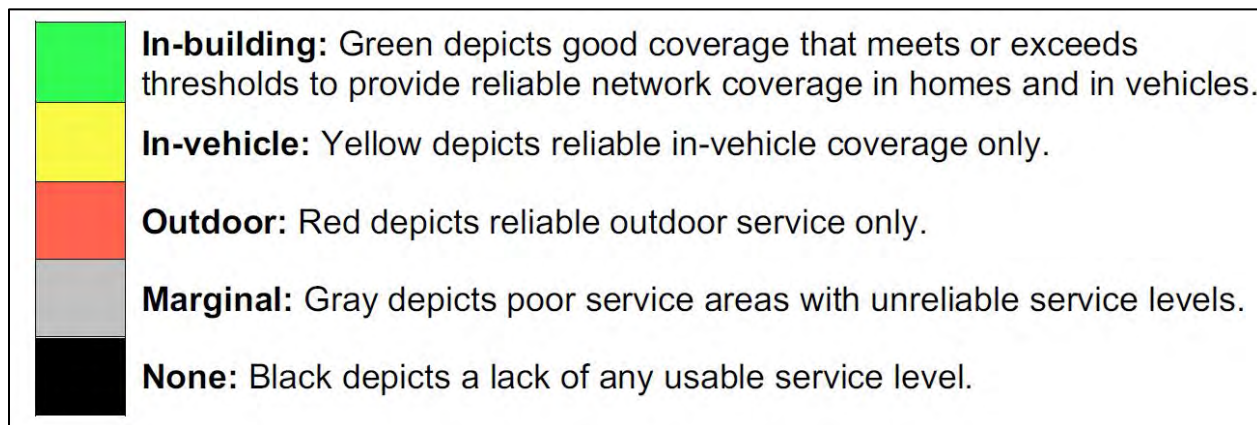 In-building: Green depicts good coverage that meets or exceeds
thresholds to provide reliable network coverage in homes and in vehicles.
In-vehicle: Yellow depicts reliable in-vehicle coverage only.
Outdoor: Red depicts reliable outdoor service only.
Marginal: Gray depicts poor service areas with unreliable service levels.
None: Black depicts a lack of any usable service level.